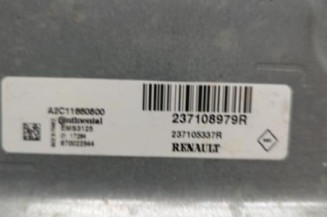 A2C11860800
Continental
EMS3125
237108979R
237105337R
RENAULT